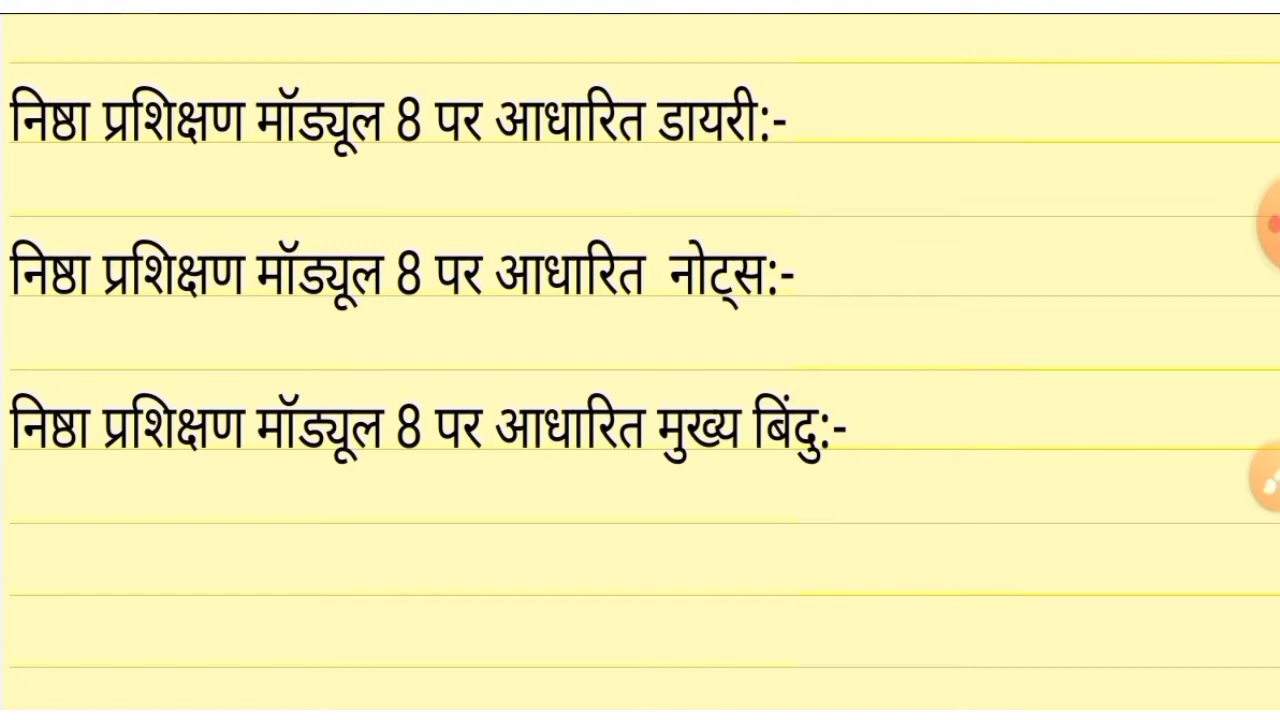 निष्ठा प्रशिक्षण मॉड्यूल 8 पर आधारित डायरी:-
निष्ठा प्रशिक्षण मॉड्यूल 8 पर आधारित  नोट्स:-
निष्ठा प्रशिक्षण मॉड्यूल 8 पर आधारित मुख्य बिंदु:-